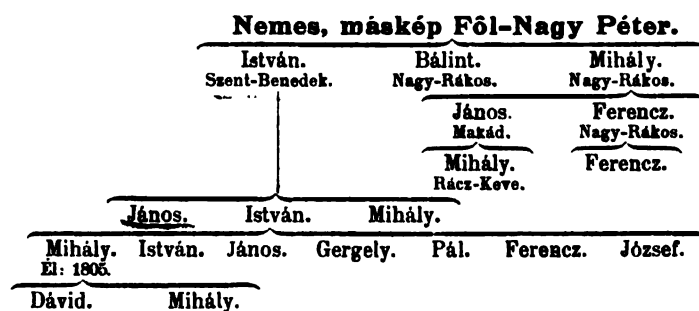 Nemes, máskép Fôl-Nagy Péter.
István. Bálint. Mihály.
Szent-Benedek. Nagy-Rákos. Nagy-Rákos.
János. Ferencz.
Makád. Nagy-Rákos.
Mihály. Ferencz.
Rácz-Keve.
János. István. Mihály.
Mihály. István. János. Gergely. Pál. Ferencz. József.
Él: 1805.
Dávid. Mihály.